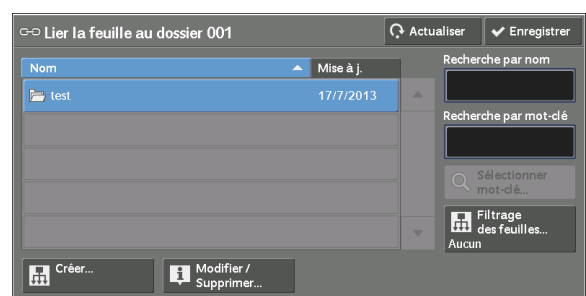 Lier la feuille au dossier 001
Actualiser
Enregistrer
Nom
Mise à j.
test
17/7/2013
Recherche par nom
Recherche par mot-clé
Sélectionner
mot-clé...
Filtrage
des feuilles...
Aucun
Créer...
Modifier /
Supprimer...